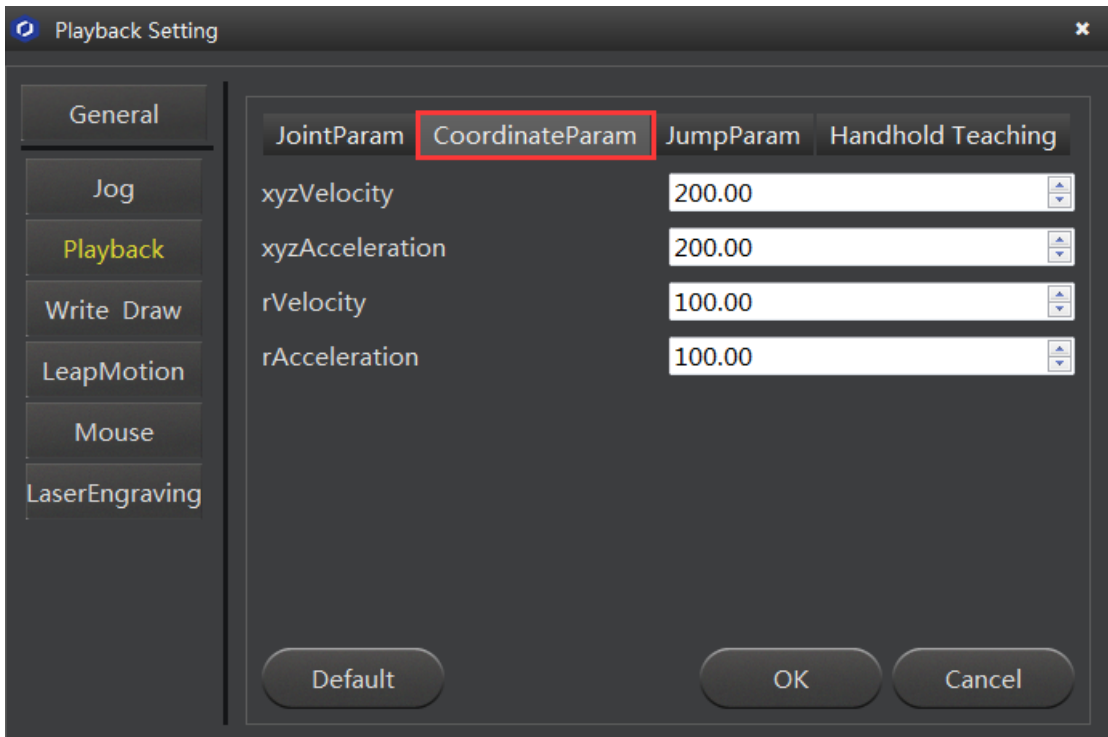 Playback Setting
General
Jog
Playback
Write Draw
LeapMotion
Mouse
LaserEngraving
JointParam CoordinateParam JumpParam Handhold Teaching
xyzVelocity 200.00
xyzAcceleration 200.00
rVelocity 100.00
rAcceleration 100.00
Default OK Cancel